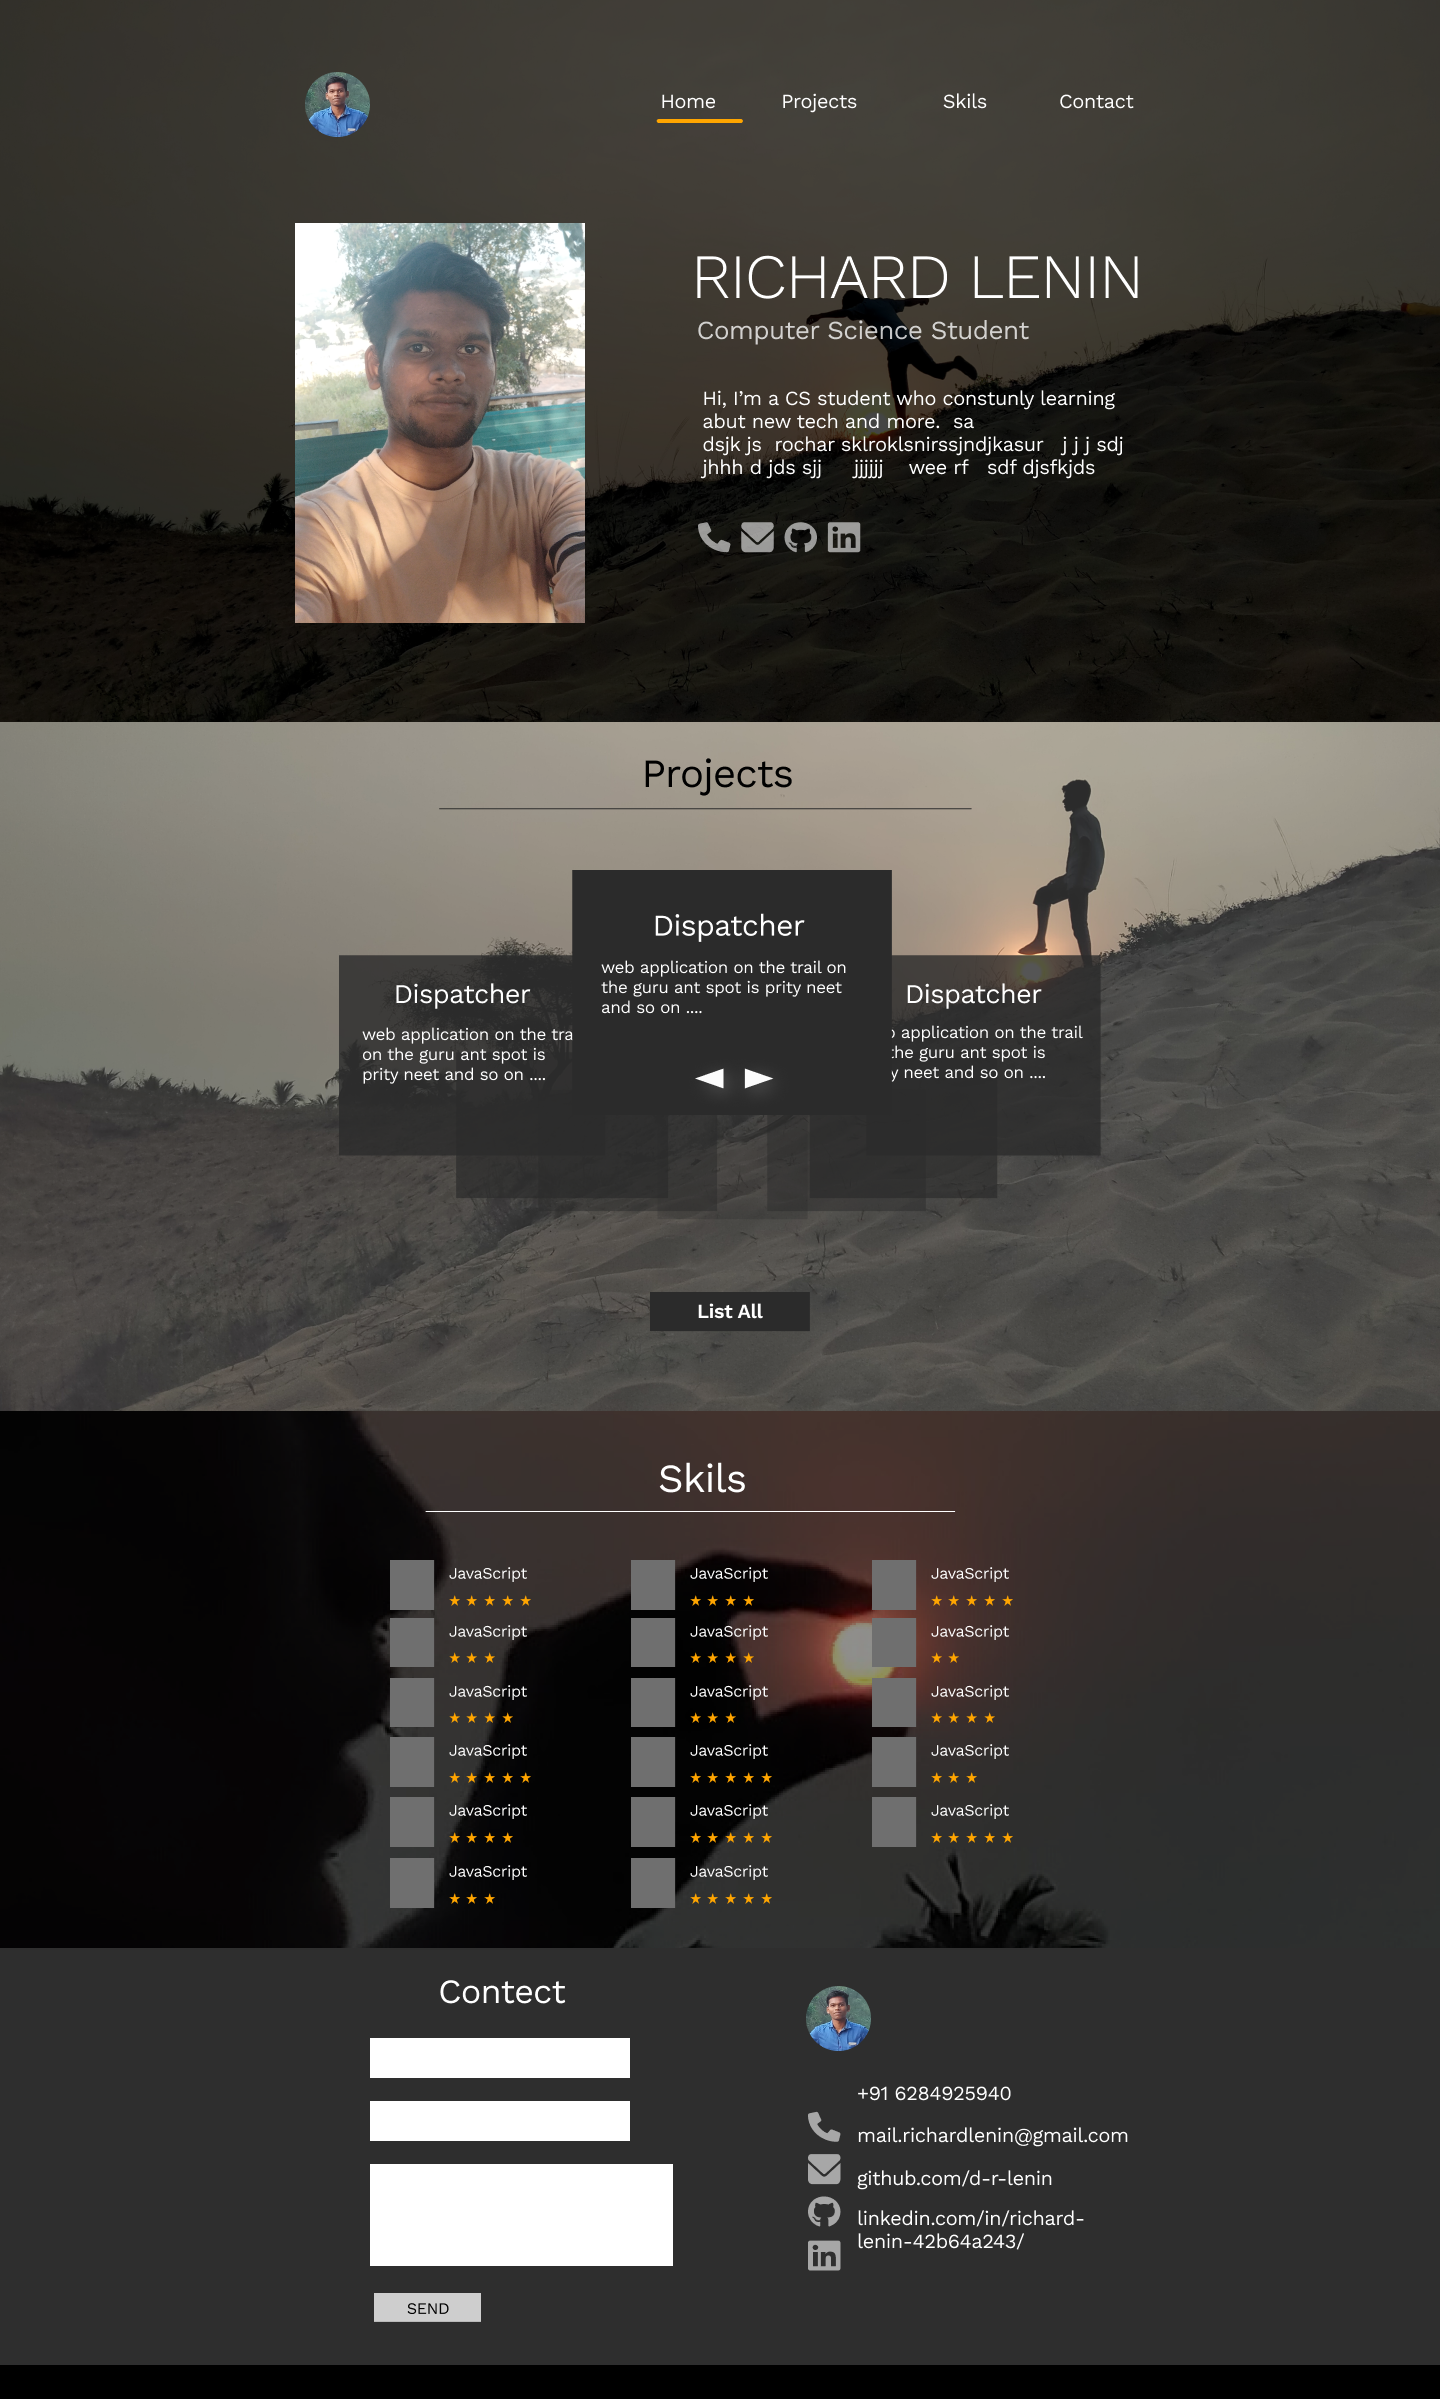 Home Projects Skils Contact
RICHARD LENIN
Computer Science Student
Hi, I’m a CS student who constunly learning
abut new tech and more. sa
dsjk js rochar sklroklsnirssjndjkasur j j j sdj
jhhh d jds sjj jjjjjj wee rf sdf djsfkjds
Projects
Dispatcher
web application on the trail on
the guru ant spot is prity neet
and so on ....
Dispatcher
web application on the tra
on the guru ant spot is
prity neet and so on ....
Dispatcher
application on the trail
the guru ant spot is
y neet and so on ....
List All
Skils
JavaScript JavaScript JavaScript
JavaScript JavaScript JavaScript
JavaScript JavaScript JavaScript
JavaScript JavaScript JavaScript
JavaScript JavaScript JavaScript
JavaScript JavaScript
Contect
SEND
+91 6284925940
mail.richardlenin@gmail.com
github.com/d-r-lenin
linkedin.com/in/richard-
lenin-42b64a243/